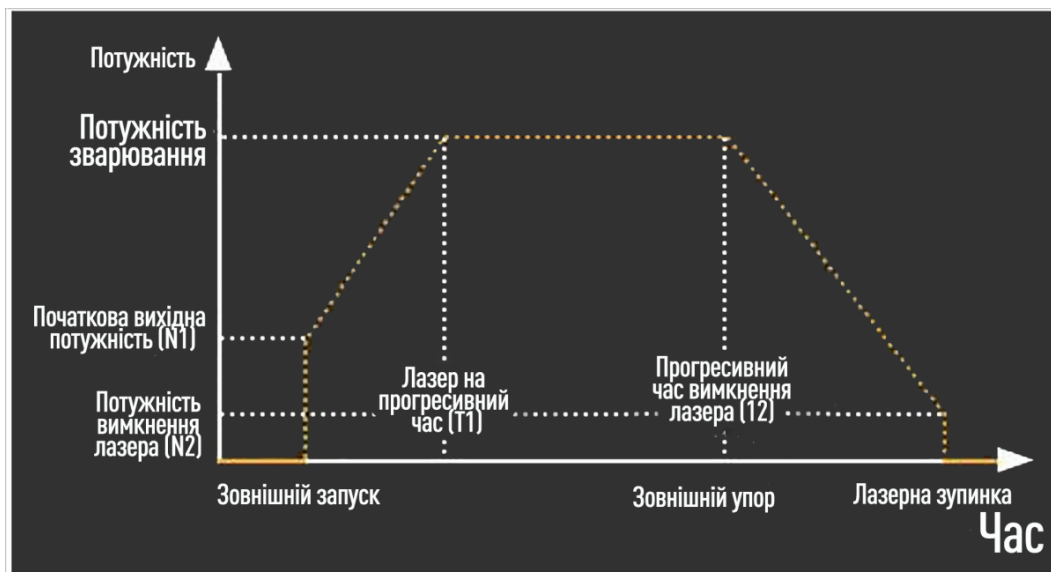 Потужність
Потужність
зварювання
Початкова вихідна
потужність (N1)
Потужність
вимкнення
лазера (N2)
Лазер на
прогресивний
час (T1)
Прогресивний
час вимкнення
лазера (12)
Зовнішній запуск
Зовнішній упор
Лазерна зупинка
Час